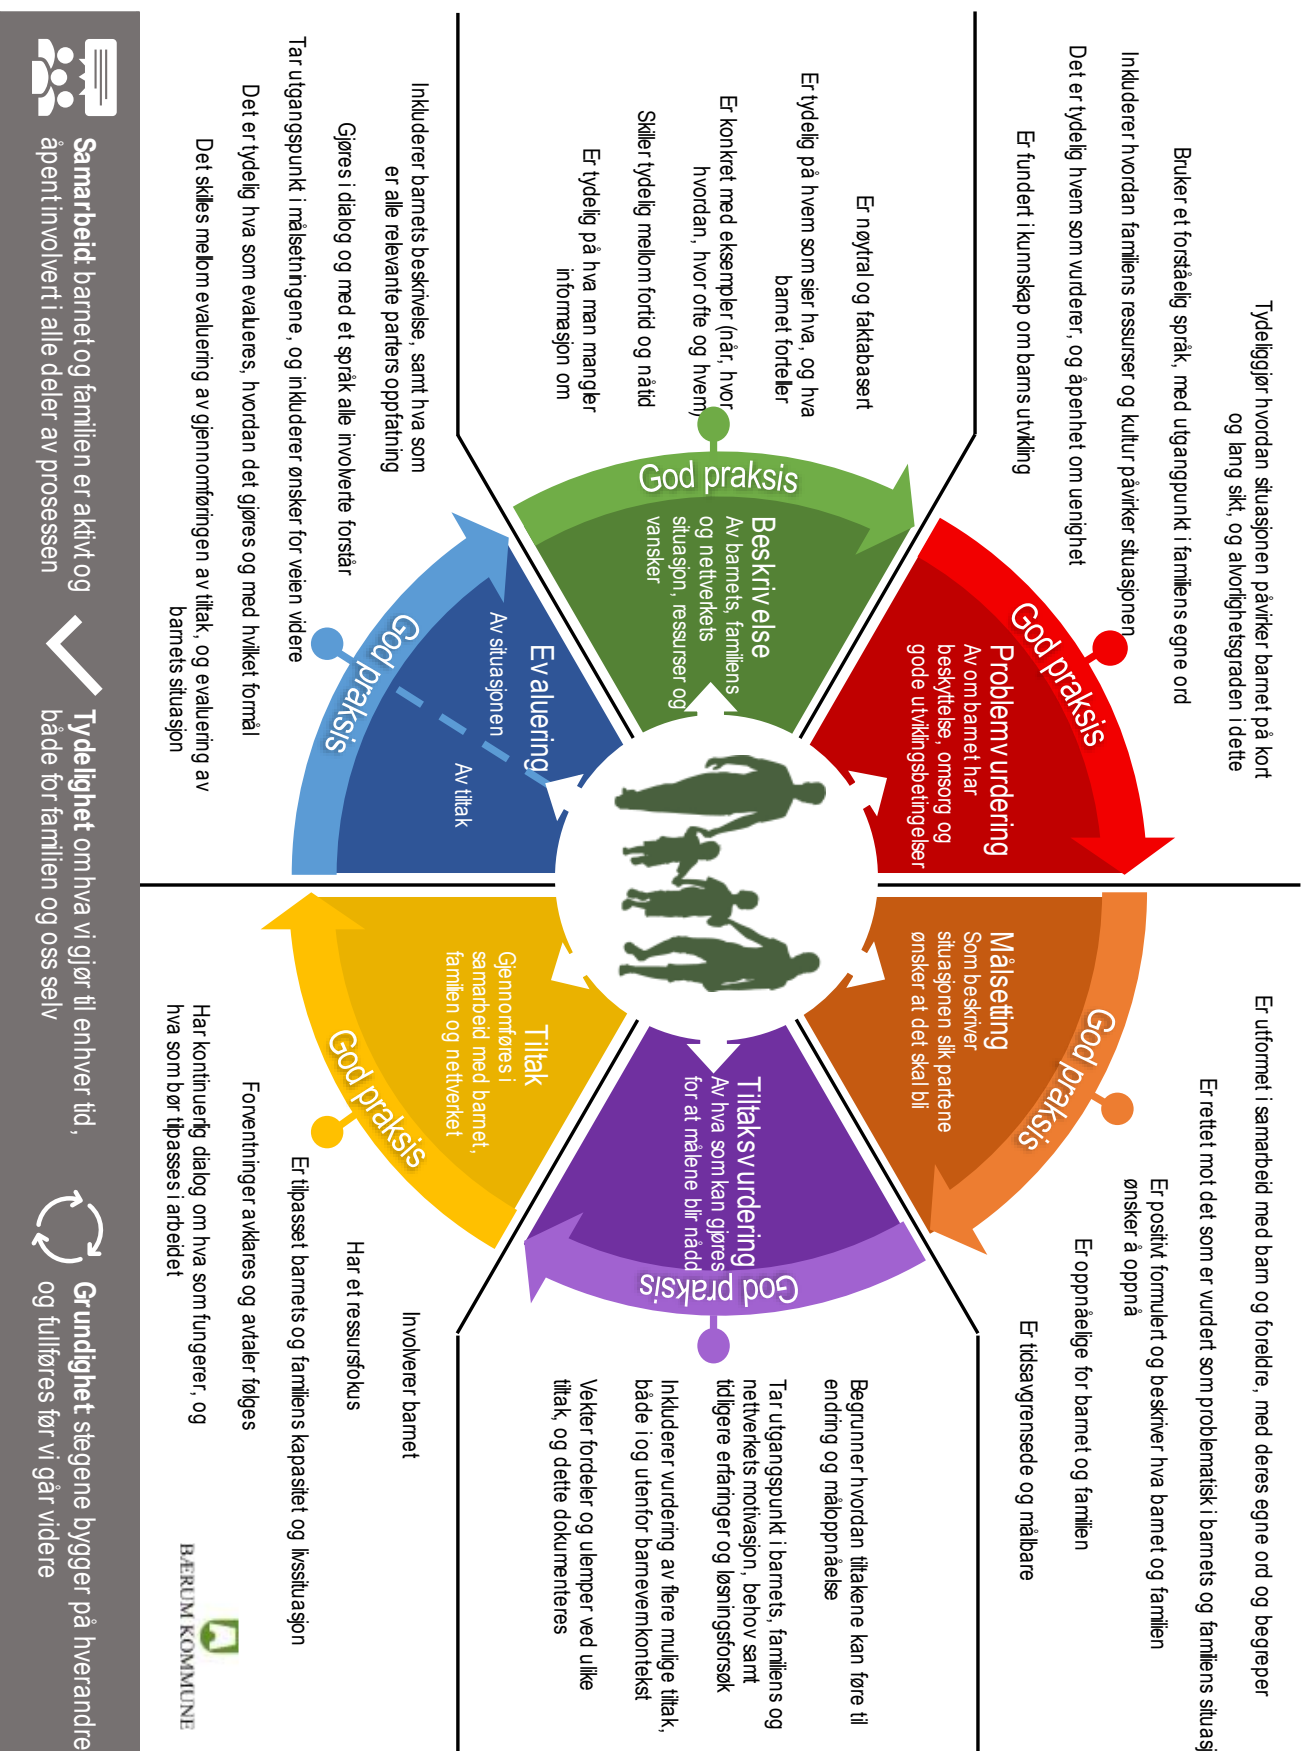 Tydeliggjør hvordan situasjonen påvirker barnet på kort
og lang sikt, og alvorlighetsgraden i dette
Bruker et forståelig språk, med utgangpunkt i familiens egne ord
Inkluderer hvordan familiens ressurser og kultur påvirker situasjonen
Det er tydelig hvem som vurderer, og åpenhet om uenighet
Er fundert i kunnskap om barns utvikling
God praksis
Problemvurdering
Av om barnet har
beskyttelse, omsorg og
gode utviklingsbetingelser
Er utformet i samarbeid med barn og foreldre, med deres egne ord og begreper
Er rettet mot det som er vurdert som problematisk i barnets og familiens situasj
Er positivt formulert og beskriver hva barnet og familien
ønsker å oppnå
Er oppnåelige for barnet og familien
Er tidsavgrensede og målbare
God praksis
Målsetting
Som beskriver
situasjonen slik partene
ønsker at det skal bli
Er nøytral og faktabasert
Er tydelig på hvem som sier hva, og hva
barnet forteller
Er konkret med eksempler (når, hvor
hvordan, hvor ofte og hvem)
Skiller tydelig mellom fortid og nåtid
Er tydelig på hva man mangler
informasjon om
God praksis
Beskrivelse
Av barnets, familiens
og nettverkets
situasjon, ressurser og
vansker
Tiltaksvurdering
Av hva som kan gjøres
for at målene blir nådd
God praksis
Begrunner hvordan tiltakene kan føre til
endring og måloppnåelse
Tar utgangspunkt i barnets, familiens og
nettverkets motivasjon, behov samt
tidligere erfaringer og løsningsforsøk
Inkluderer vurdering av flere mulige tiltak,
både i og utenfor barnevernkontekst
Vekter fordeler og ulemper ved ulike
tiltak, og dette dokumenteres
Inkluderer barnets beskrivelse, samt hva som
er alle relevante parters oppfatning
Gjøres i dialog og med et språk alle involverte forstår
Tar utgangspunkt i målsetningene, og inkluderer ønsker for veien videre
Det er tydelig hva som evalueres, hvordan det gjøres og med hvilket formål
Det skilles mellom evaluering av gjennomføringen av tiltak, og evaluering av
barnets situasjon
God praksis
Evaluering
Av situasjonen
Av tiltak
Tiltak
Gjennomføres i
samarbeid med barnet,
familien og nettverket
God praksis
Involverer barnet
Har et ressursfokus
Er tilpasset barnets og familiens kapasitet og livssituasjon
Forventninger avklares og avtaler følges
Har kontinuerlig dialog om hva som fungerer, og
hva som bør tilpasses i arbeidet
BÆRUM KOMMUNE
Samarbeid: barnet og familien er aktivt og
åpent involvert i alle deler av prosessen
Tydelighet om hva vi gjør til enhver tid,
både for familien og oss selv
Grundighet: stegene bygger på hverandre
og fullføres før vi går videre